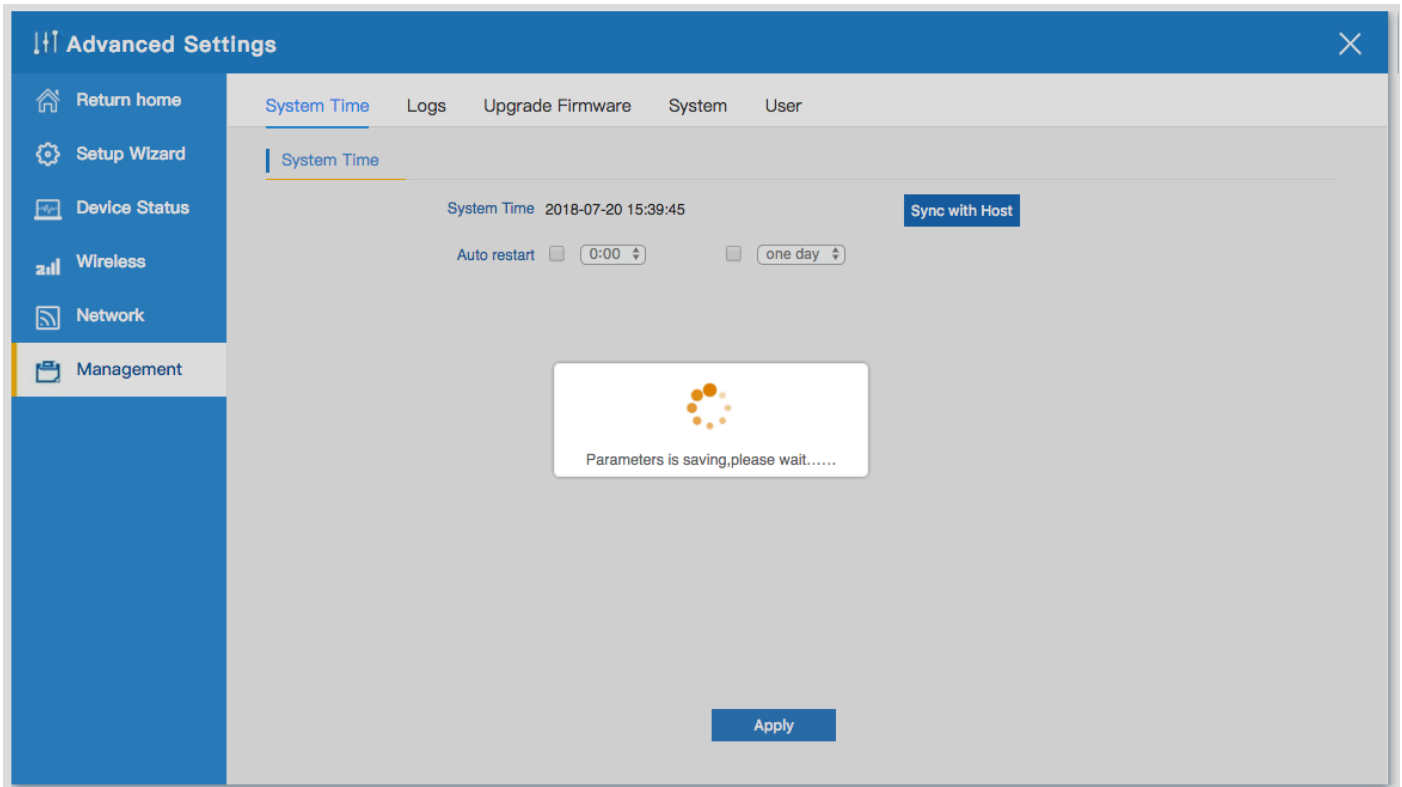 Advanced Settings
Return home
Setup Wizard
Device Status
Wireless
Network
Management
System Time Logs Upgrade Firmware System User
System Time
System Time 2018-07-20 15:39:45 Sync with Host
Auto restart 0:00 one day
Parameters is saving,please wait......
Apply